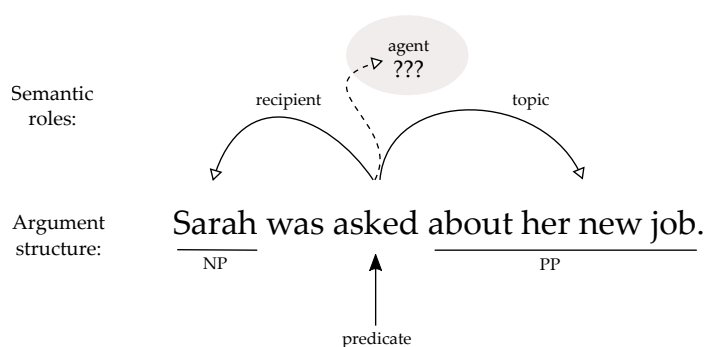 agent
???
Semantic
roles:
recipient
topic
Argument
structure:
Sarah was asked about her new job.
NP
PP
predicate